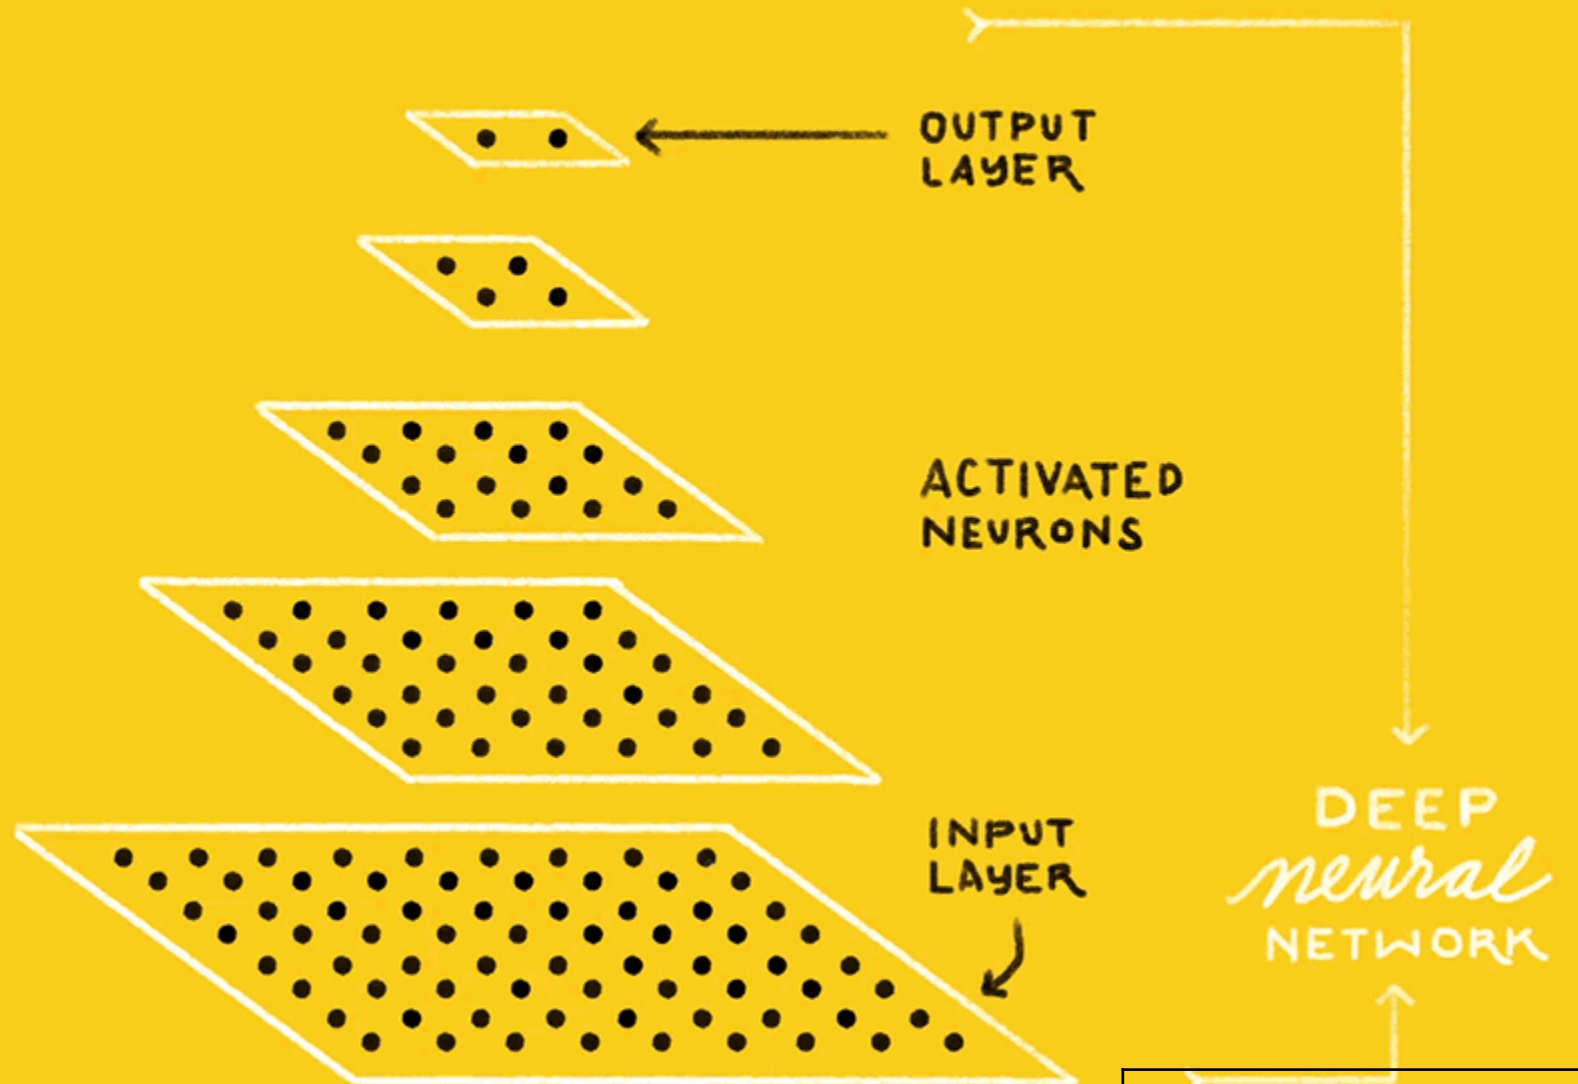 OUTPUT
LAYER
ACTIVATED
NEURONS
INPUT
LAYER
DEEP
neural
NETWORK